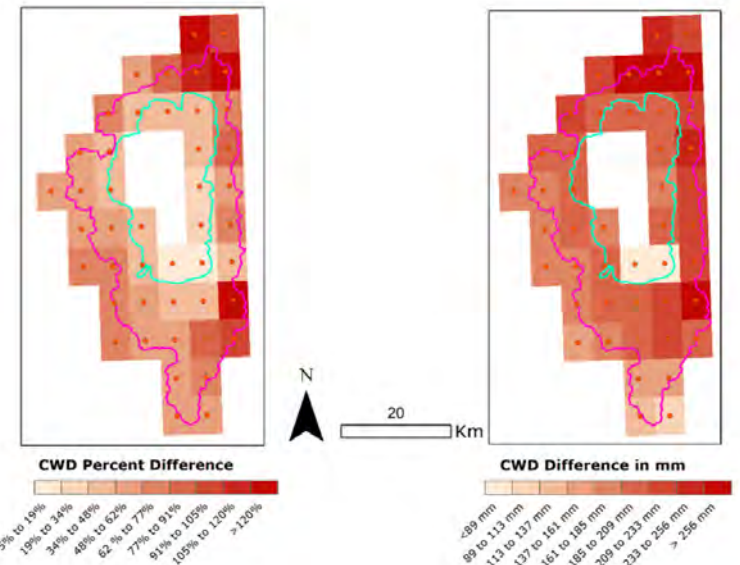 N
20
Km
CWD Percent Difference
5% to 19%
19% to 34%
34% to 48%
48% to 62%
62 % to 77%
77% to 91%
91% to 105%
105% to 120%
>120%
CWD Difference in mm
<89 mm
89 to 113 mm
113 to 137 mm
137 to 161 mm
161 to 185 mm
185 to 209 mm
209 to 233 mm
233 to 256 mm
> 256 mm